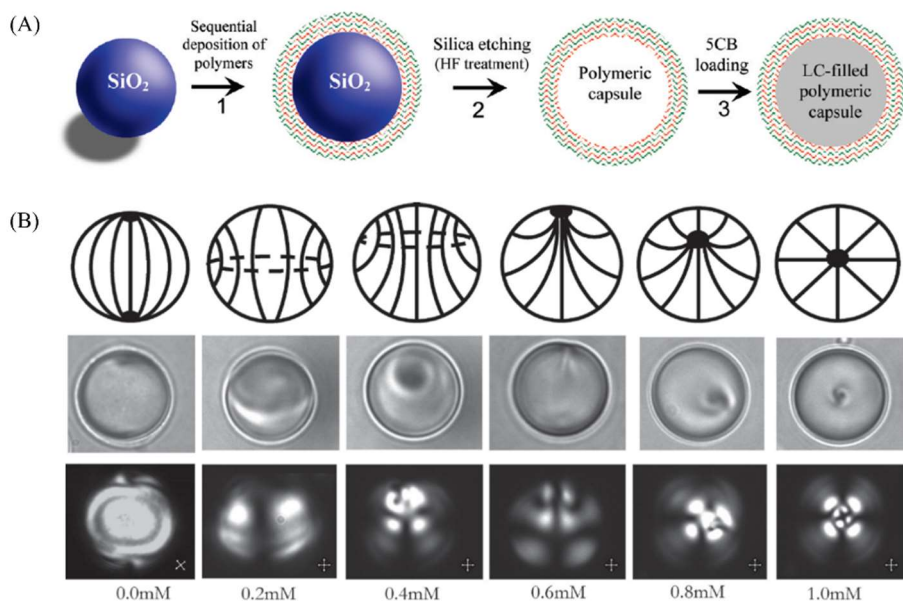 (A)
Sequential
deposition of
polymers
1
SiO2
SiO2
Silica etching
(HF treatment)
2
Polymeric
capsule
5CB
loading
3
LC-filled
polymeric
capsule
(B)
0.0mM 0.2mM 0.4mM 0.6mM 0.8mM 1.0mM